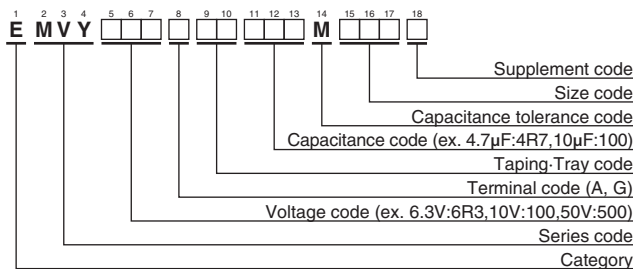 1 2 3 4 5 6 7 8 9 10 11 12 13 14 15 16 17 18
E M V Y M
Supplement code
Size code
Capacitance tolerance code
Capacitance code (ex. 4.7µF:4R7,10µF:100)
Taping·Tray code
Terminal code (A, G)
Voltage code (ex. 6.3V:6R3,10V:100,50V:500)
Series code
Category